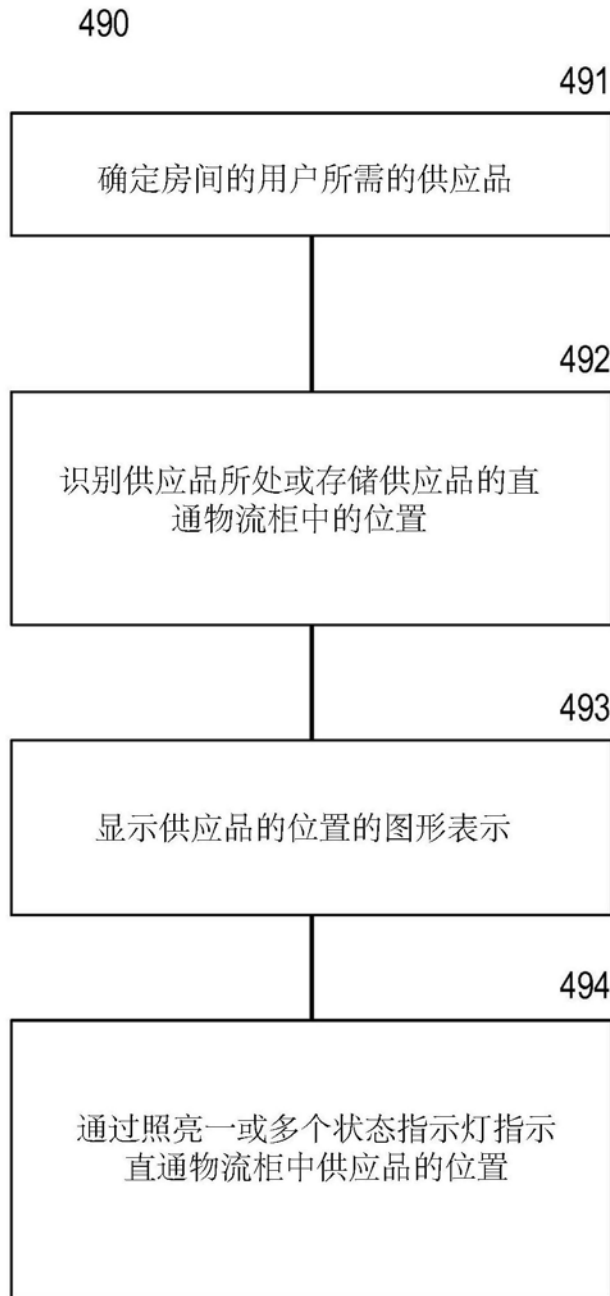 490
491
确定房间的用户所需的供应品
492
识别供应品所处或存储供应品的直
通物流柜中的位置
493
显示供应品的位置的图形表示
494
通过照亮一或多个状态指示灯指示
直通物流柜中供应品的位置